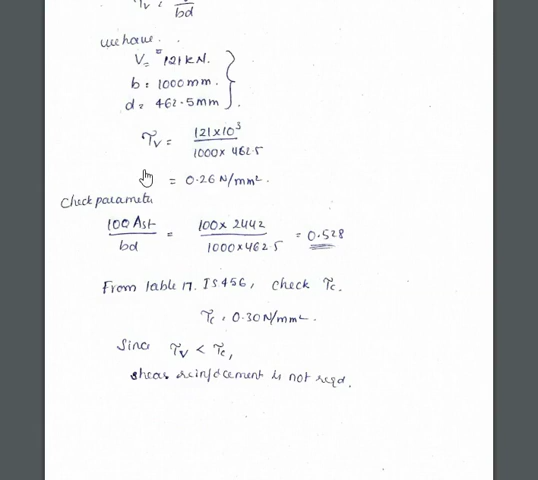 τv = bd
we have.
V = 121 kN.
b = 1000 mm.
d = 462.5 mm
τv = 121 x 10³ / 1000 x 462.5
= 0.26 N/mm².
Check parameter
100 Ast / bd = 100 x 2442 / 1000 x 462.5 = 0.528
From Table 17. IS 456, check τc.
τc = 0.30 N/mm².
Since τv < τc,
shear reinforcement is not reqd.